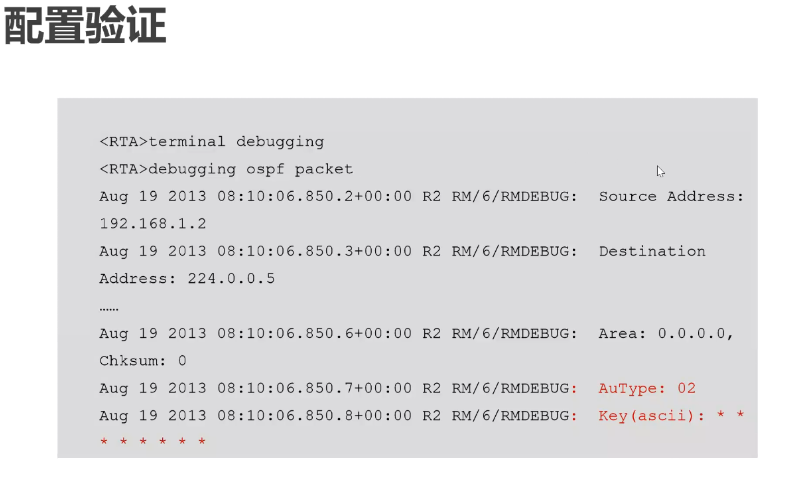 配置验证
<RTA>terminal debugging
<RTA>debugging ospf packet
Aug 19 2013 08:10:06.850.2+00:00 R2 RM/6/RMDEBUG: Source Address:
192.168.1.2
Aug 19 2013 08:10:06.850.3+00:00 R2 RM/6/RMDEBUG: Destination
Address: 224.0.0.5
……
Aug 19 2013 08:10:06.850.6+00:00 R2 RM/6/RMDEBUG: Area: 0.0.0.0,
Chksum: 0
Aug 19 2013 08:10:06.850.7+00:00 R2 RM/6/RMDEBUG: AuType: 02
Aug 19 2013 08:10:06.850.8+00:00 R2 RM/6/RMDEBUG: Key(ascii): * *
* * * * * *